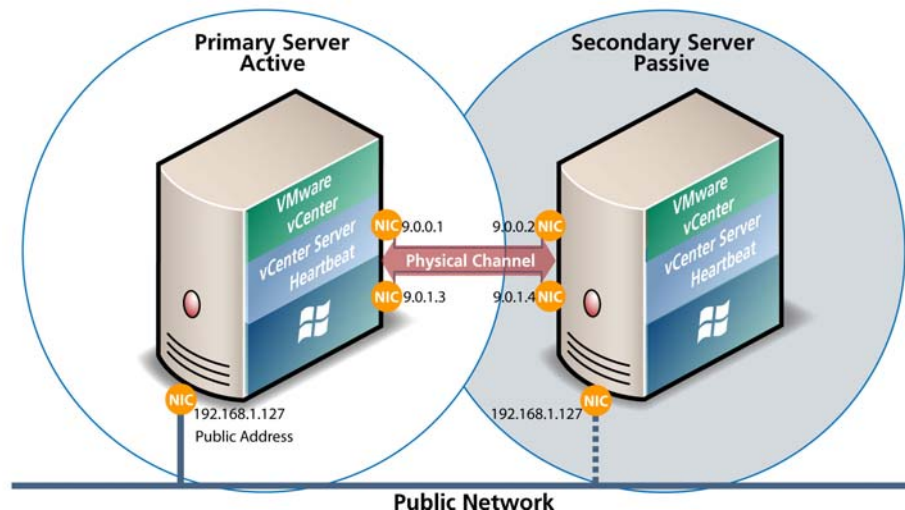 Primary Server
Active
Secondary Server
Passive
VMware
vCenter
vCenter Server
Heartbeat
NIC 9.0.0.1
NIC 9.0.1.3
Physical Channel
9.0.0.2 NIC
9.0.1.4 NIC
VMware
vCenter
vCenter Server
Heartbeat
NIC
192.168.1.127
Public Address
NIC
192.168.1.127
Public Network